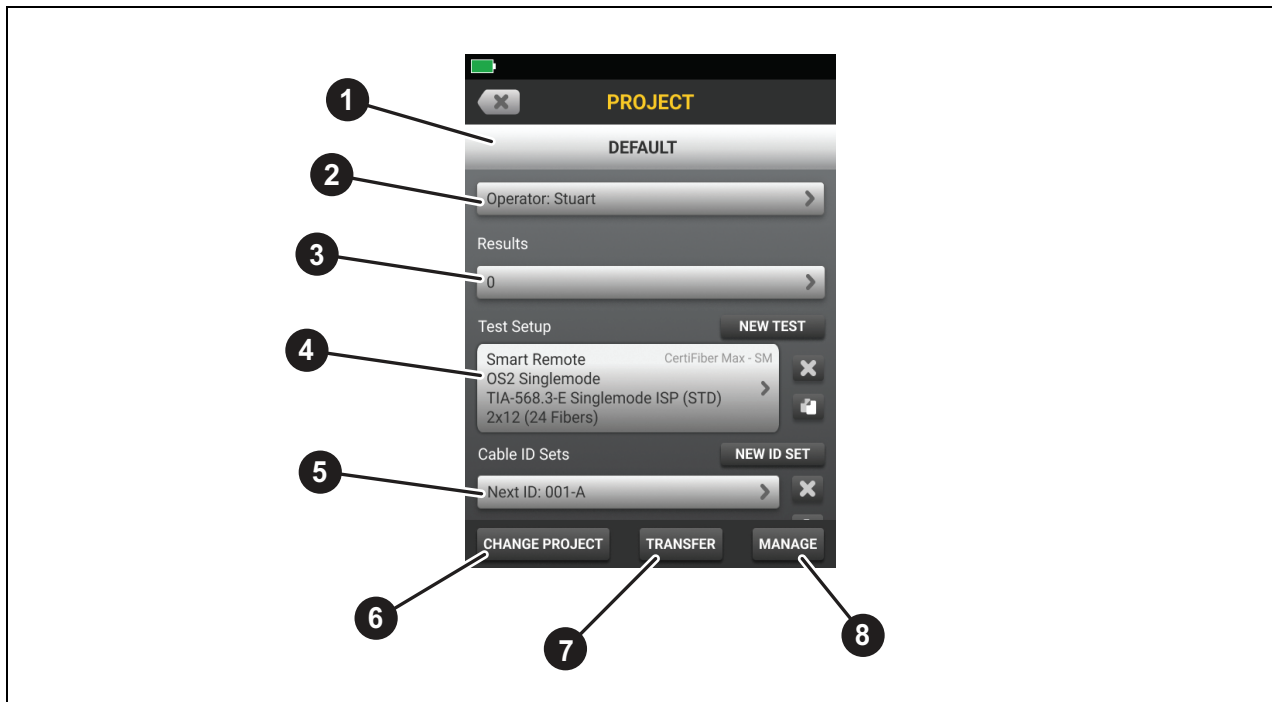 PROJECT
1
DEFAULT
2
Operator: Stuart
Results
3
0
Test Setup
NEW TEST
4
Smart Remote
CertiFiber Max - SM
OS2 Singlemode
TIA-568.3-E Singlemode ISP (STD)
2x12 (24 Fibers)
Cable ID Sets
NEW ID SET
5
Next ID: 001-A
CHANGE PROJECT
TRANSFER
MANAGE
6
7
8